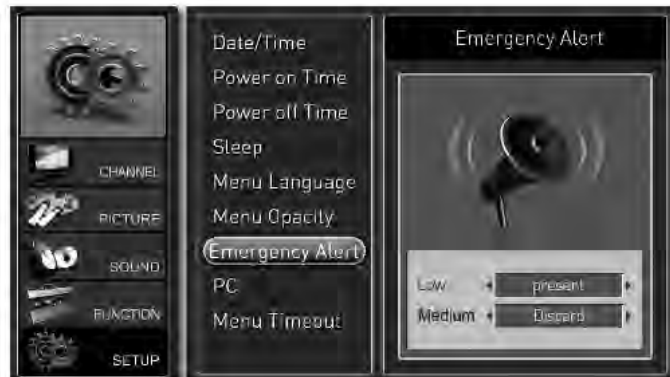 CHANNEL
PICTURE
SOUND
FUNCTION
SETUP
Date/Time
Power on Time
Power off Time
Sleep
Menu Language
Menu Opacity
Emergency Alert
PC
Menu Timeout
Emergency Alert
Low present
Medium Discard